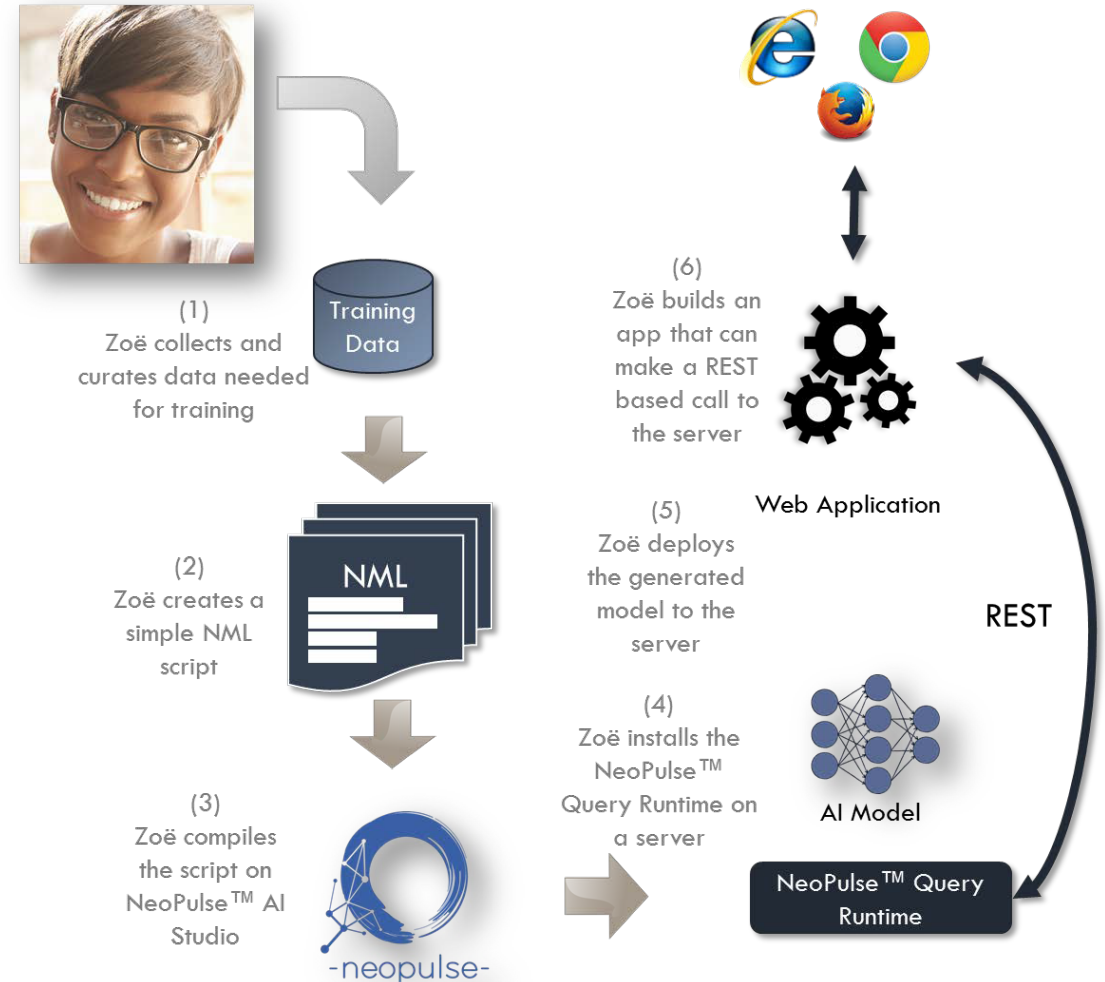 (1)
Zoë collects and
curates data needed
for training
Training
Data
(2)
Zoë creates a
simple NML
script
NML
(3)
Zoë compiles
the script on
NeoPulse™ AI
Studio
-neopulse-
(4)
Zoë installs the
NeoPulse™
Query Runtime on
a server
(5)
Zoë deploys
the generated
model to the
server
(6)
Zoë builds an
app that can
make a REST
based call to
the server
Web Application
REST
AI Model
NeoPulse™ Query
Runtime